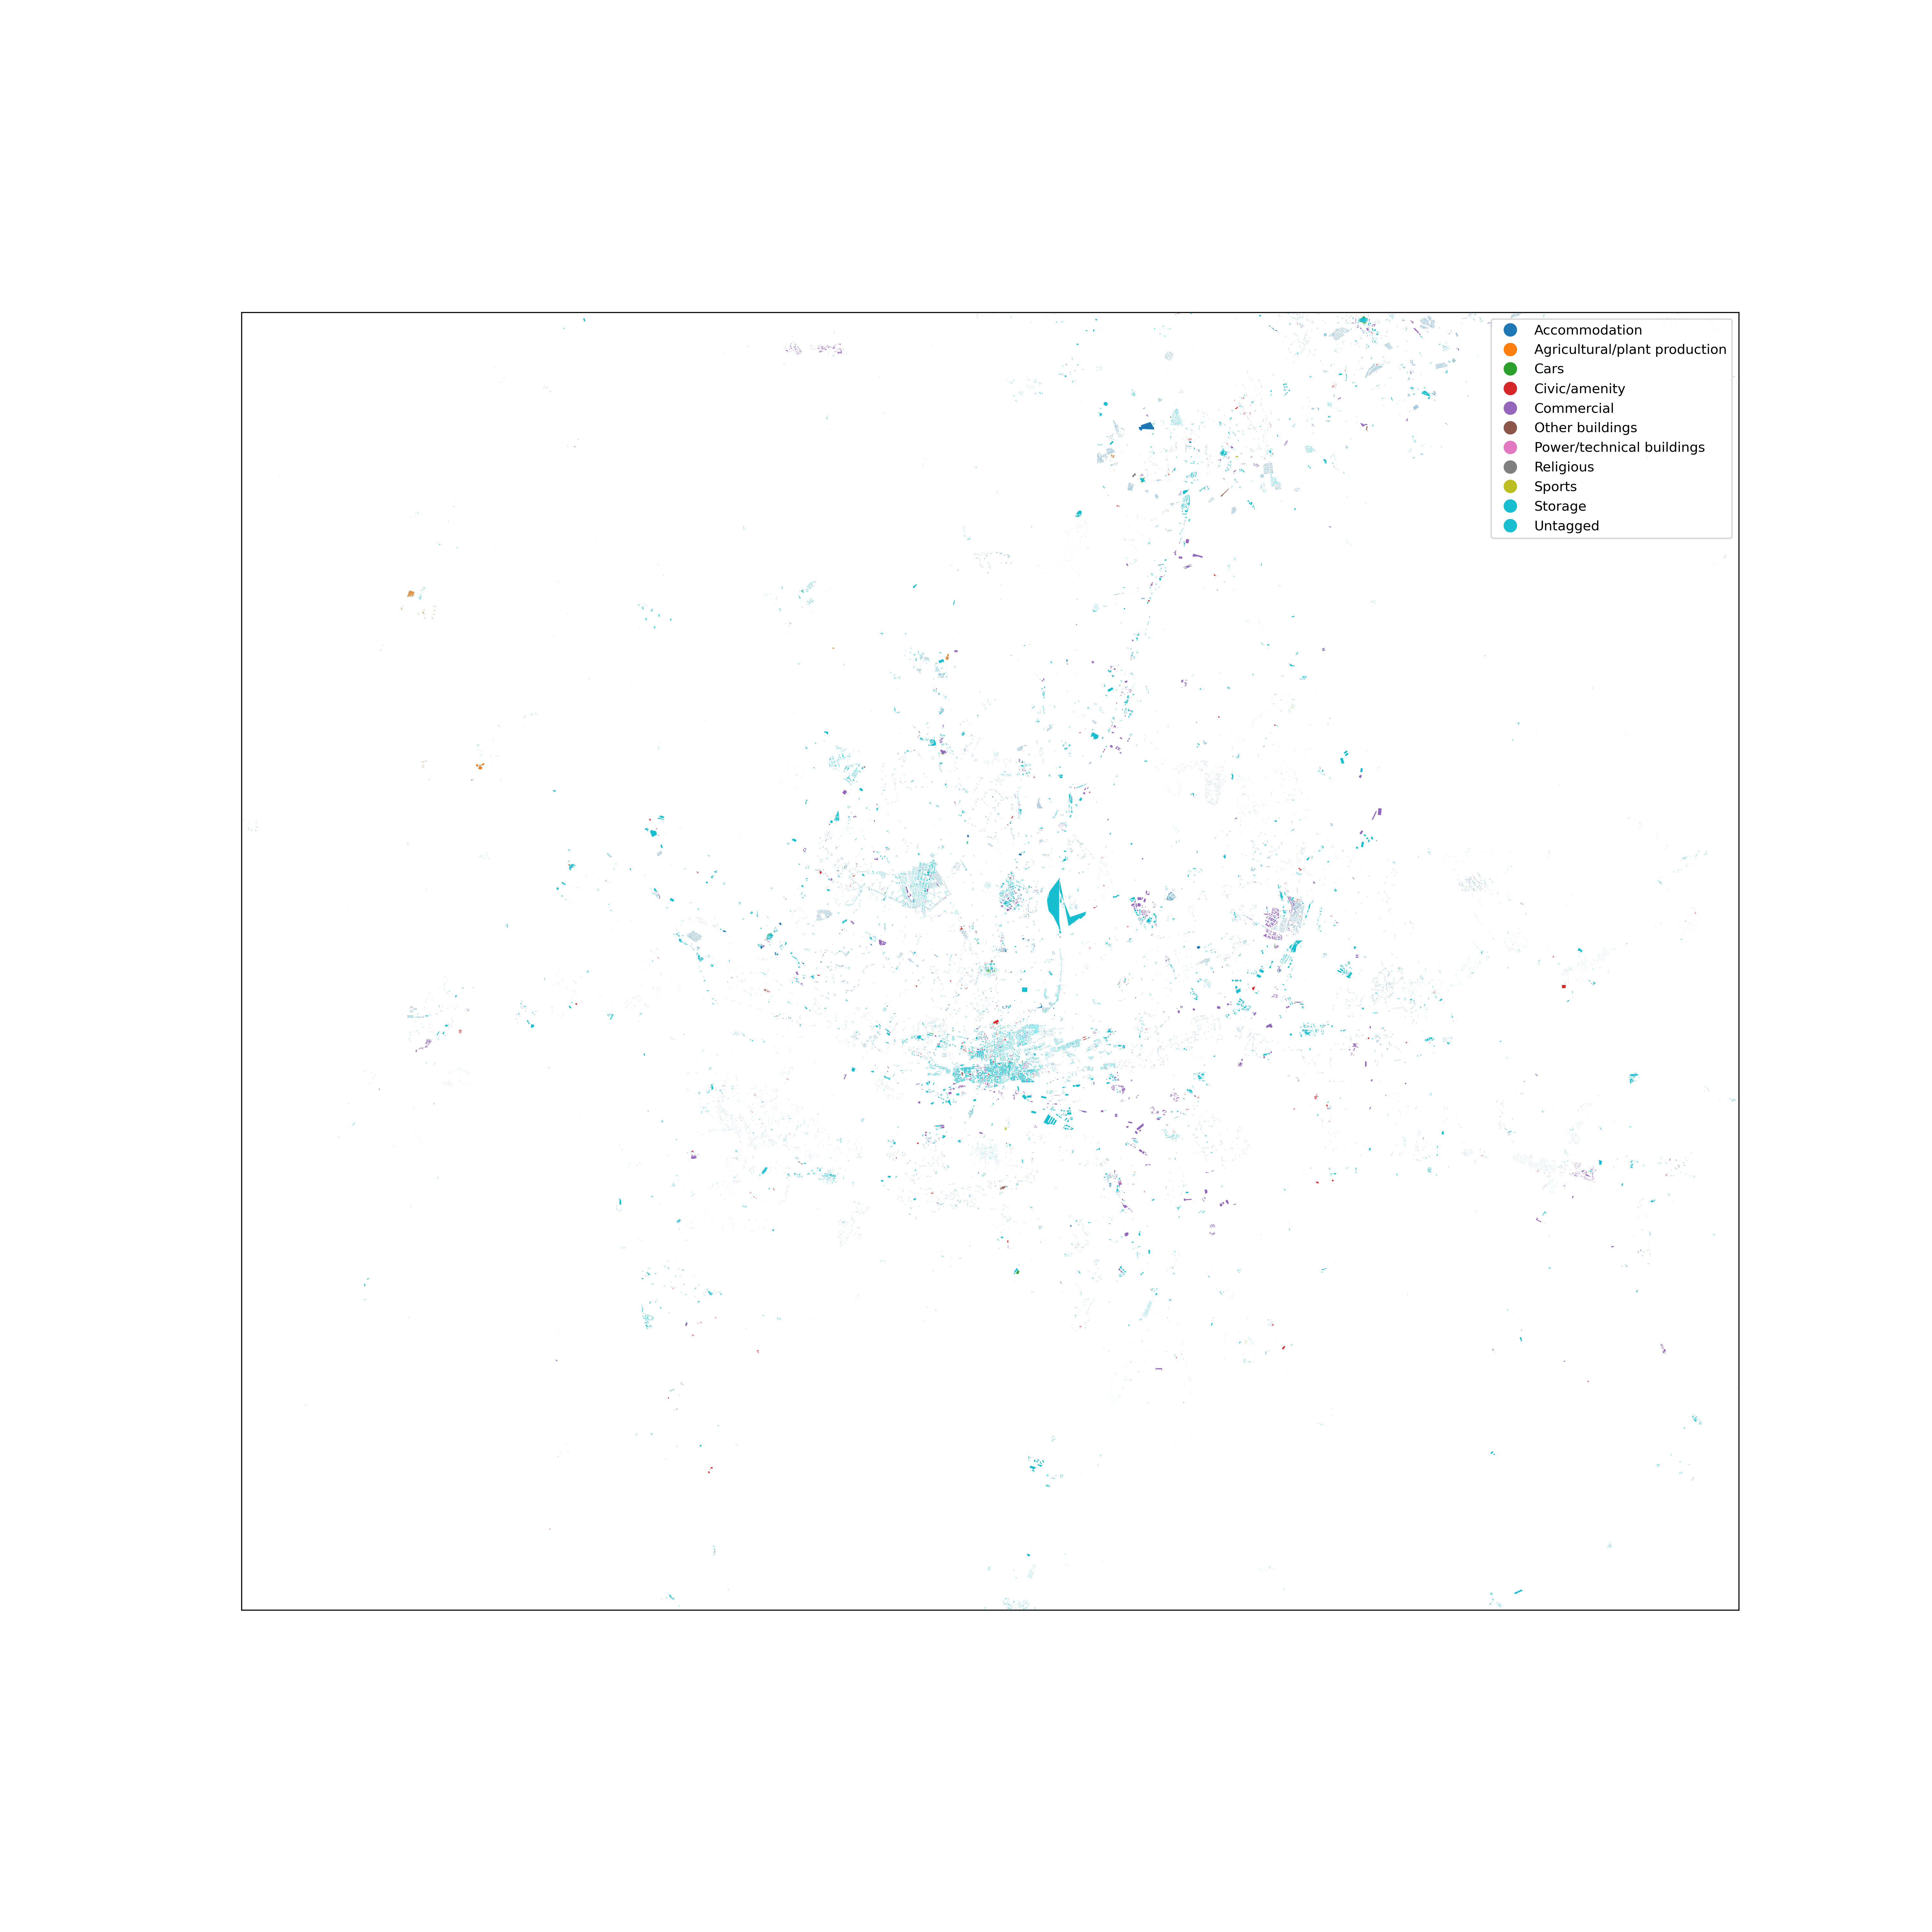 Accommodation
Agricultural/plant production
Cars
Civic/amenity
Commercial
Other buildings
Power/technical buildings
Religious
Sports
Storage
Untagged